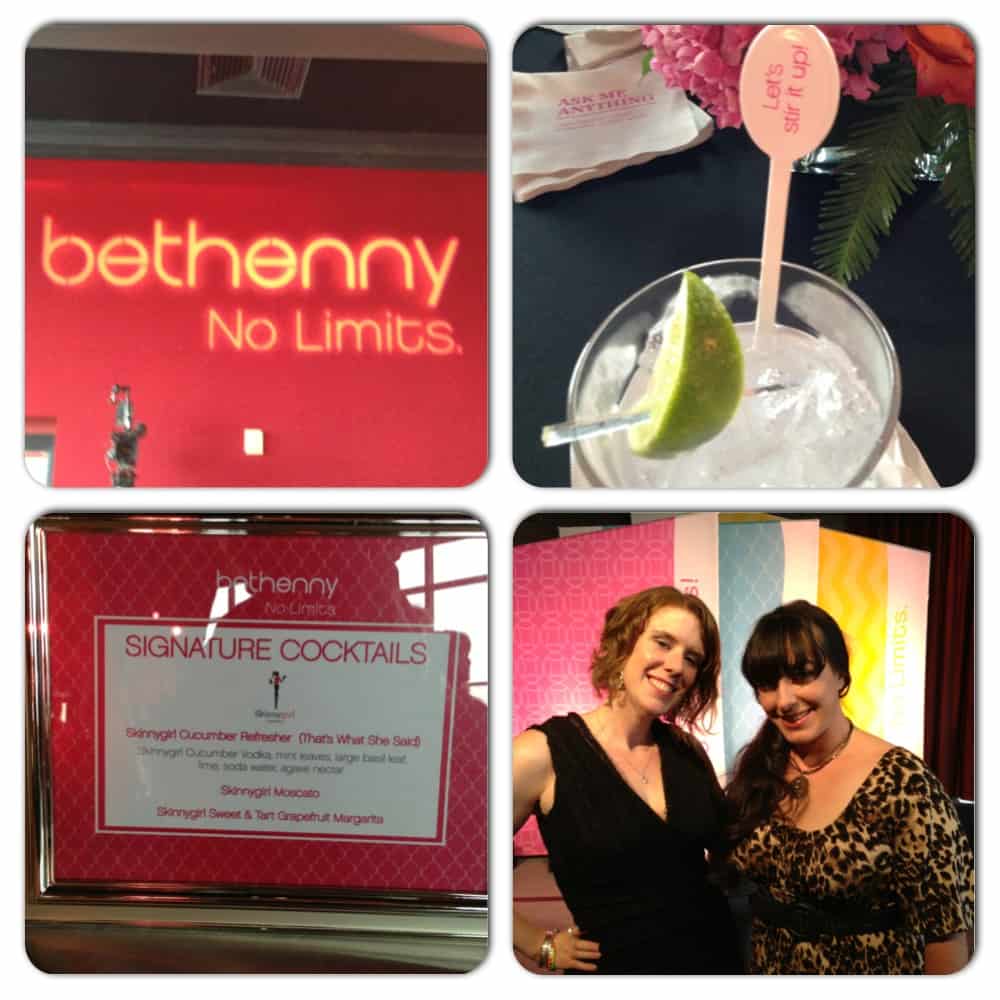 bethenny
No Limits.
ASK ME
ANYTHING
Let's
stir it up!
bethenny
No Limits
SIGNATURE COCKTAILS
Skinnygirl
Skinnygirl Cucumber Refresher (That's What She Said)
Skinnygirl Cucumber Vodka, mint leaves, large basil leaf,
lime, soda water, agave nectar
Skinnygirl Moscato
Skinnygirl Sweet & Tart Grapefruit Margarita
Limits.